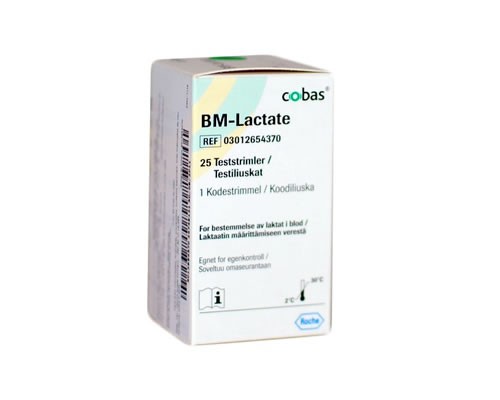 cobas®
BM-Lactate
REF 03012654370
25 Teststrimler /
Testiliuskat
1 Kodestrimmel / Koodiliuska
For bestemmelse av laktat i blod /
Laktaatin määrittämiseen verestä
Egnet for egenkontroll /
Soveltuu omaseurantaan
30°C
2°C
i
Roche